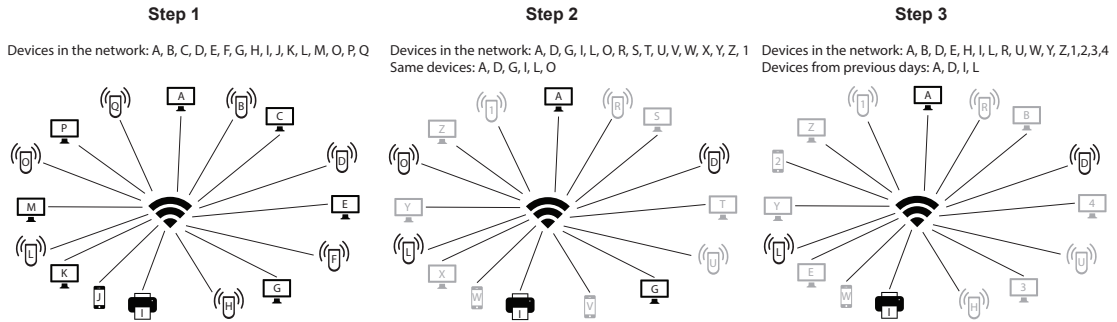 Step 1
Devices in the network: A, B, C, D, E, F, G, H, I, J, K, L, M, O, P, Q
Q
A
B
C
P
O
D
M
E
L
F
K
J
I
H
G
Step 2
Devices in the network: A, D, G, I, L, O, R, S, T, U, V, W, X, Y, Z, 1
Same devices: A, D, G, I, L, O
1
A
R
S
Z
O
D
Y
T
L
U
X
W
I
V
G
Step 3
Devices in the network: A, B, D, E, H, I, L, R, U, W, Y, Z,1,2,3,4
Devices from previous days: A, D, I, L
1
A
R
B
Z
2
D
Y
4
L
U
E
W
I
H
3